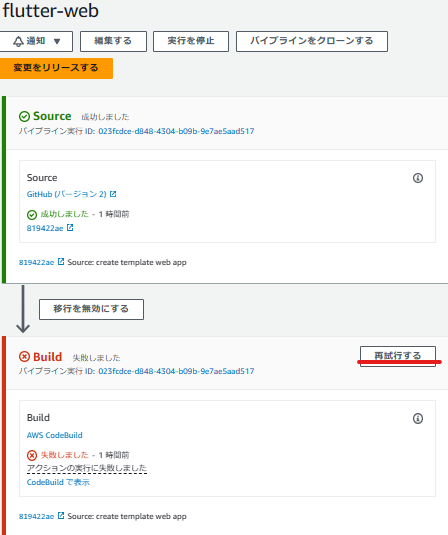 flutter-web
通知 ▼ 編集する 実行を停止 パイプラインをクローンする
変更をリリースする
Source 成功しました
パイプライン実行 ID: 023fcdce-d848-4304-b09b-9e7ae5aad517
Source
GitHub (バージョン 2)
成功しました - 1 時間前
819422ae
819422ae Source: create template web app
移行を無効にする
Build 失敗しました 再試行する
パイプライン実行 ID: 023fcdce-d848-4304-b09b-9e7ae5aad517
Build
AWS CodeBuild
失敗しました - 1 時間前
アクションの実行に失敗しました
CodeBuild で表示
819422ae Source: create template web app